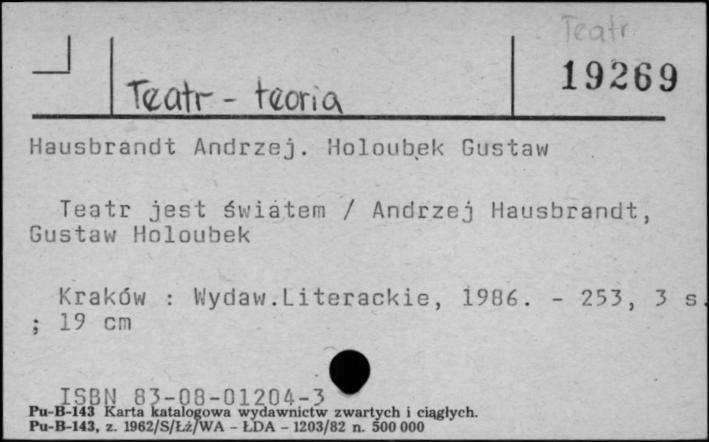 Teatr
19269
Teatr - teoria
Hausbrandt Andrzej. Holoubek Gustaw
Teatr jest światem / Andrzej Hausbrandt,
Gustaw Holoubek
Kraków : Wydaw.Literackie, 1986. - 253, 3 s.
; 19 cm
ISBN 83-08-01204-3
Pu-B-143 Karta katalogowa wydawnictw zwartych i ciągłych.
Pu-B-143, z. 1962/S/Łż/WA - ŁDA - 1203/82 n. 500 000